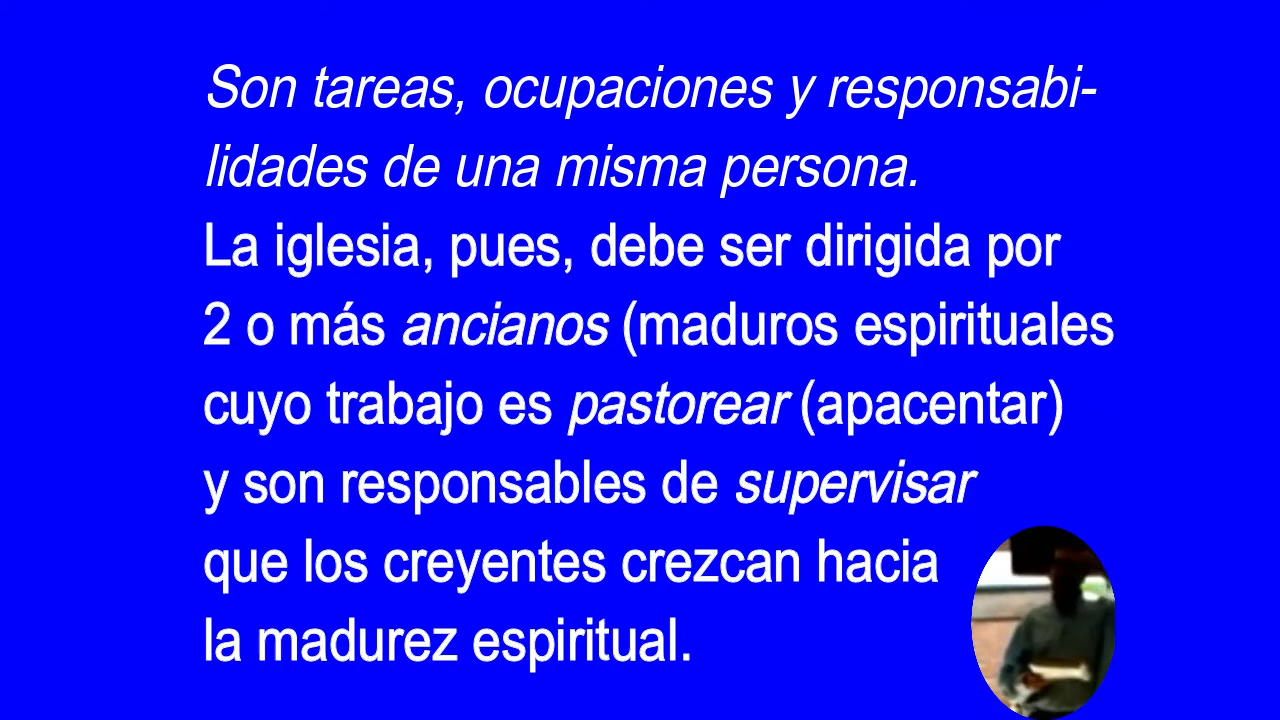 Son tareas, ocupaciones y responsabi-
lidades de una misma persona.
La iglesia, pues, debe ser dirigida por
2 o más ancianos (maduros espirituales
cuyo trabajo es pastorear (apacentar)
y son responsables de supervisar
que los creyentes crezcan hacia
la madurez espiritual.